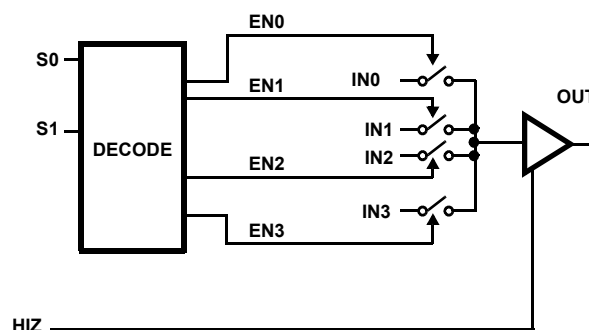 EN0
S0
IN0
EN1
OUT
S1
IN1
DECODE
IN2
EN2
IN3
EN3
HIZ